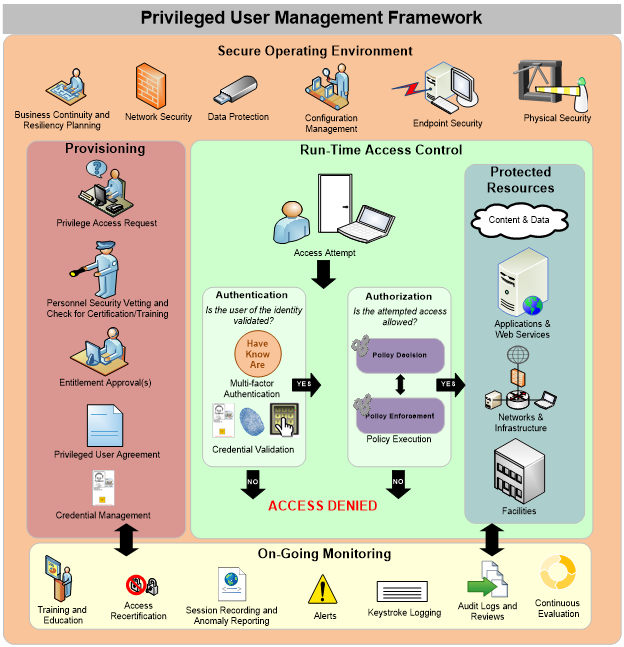 Privileged User Management Framework
Secure Operating Environment
Business Continuity and
Resiliency Planning
Network Security
Data Protection
Configuration
Management
Endpoint Security
Physical Security
Provisioning
Privilege Access Request
Personnel Security Vetting and
Check for Certification/Training
Entitlement Approval(s)
Privileged User Agreement
Credential Management
Run-Time Access Control
Access Attempt
Authentication
Is the user of the identity
validated?
Have
Know
Are
Multi-factor
Authentication
Credential Validation
YES
NO
Authorization
Is the attempted access
allowed?
Policy Decision
Policy Enforcement
Policy Execution
YES
NO
ACCESS DENIED
Protected
Resources
Content & Data
Applications &
Web Services
Networks &
Infrastructure
Facilities
On-Going Monitoring
Training and
Education
Access
Recertification
Session Recording and
Anomaly Reporting
Alerts
Keystroke Logging
Audit Logs and
Reviews
Continuous
Evaluation